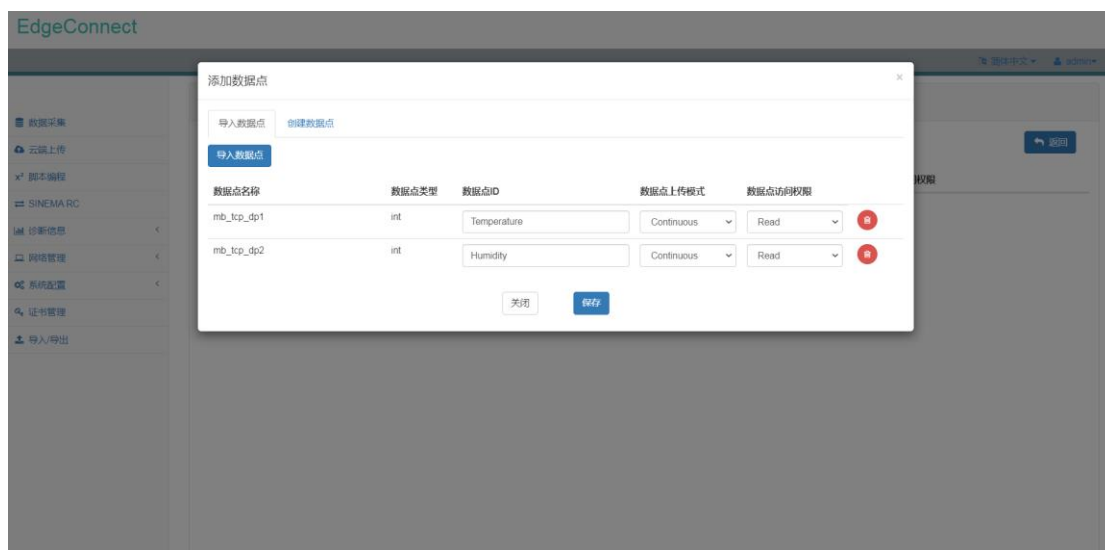 EdgeConnect
简体中文 admin
添加数据点 ×
导入数据点 创建数据点
导入数据点
返回
数据点名称 数据点类型 数据点ID 数据点上传模式 数据点访问权限
权限
mb_tcp_dp1 int Temperature Continuous Read
mb_tcp_dp2 int Humidity Continuous Read
关闭 保存
数据采集
云端上传
x² 脚本编程
SINEMA RC
诊断信息
网络管理
系统配置
证书管理
导入/导出